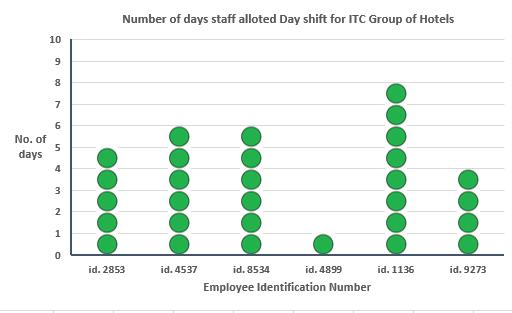 Number of days staff alloted Day shift for ITC Group of Hotels
10
9
8
7
6
5
4
3
2
1
0
No. of
days
id. 2853 id. 4537 id. 8534 id. 4899 id. 1136 id. 9273
Employee Identification Number